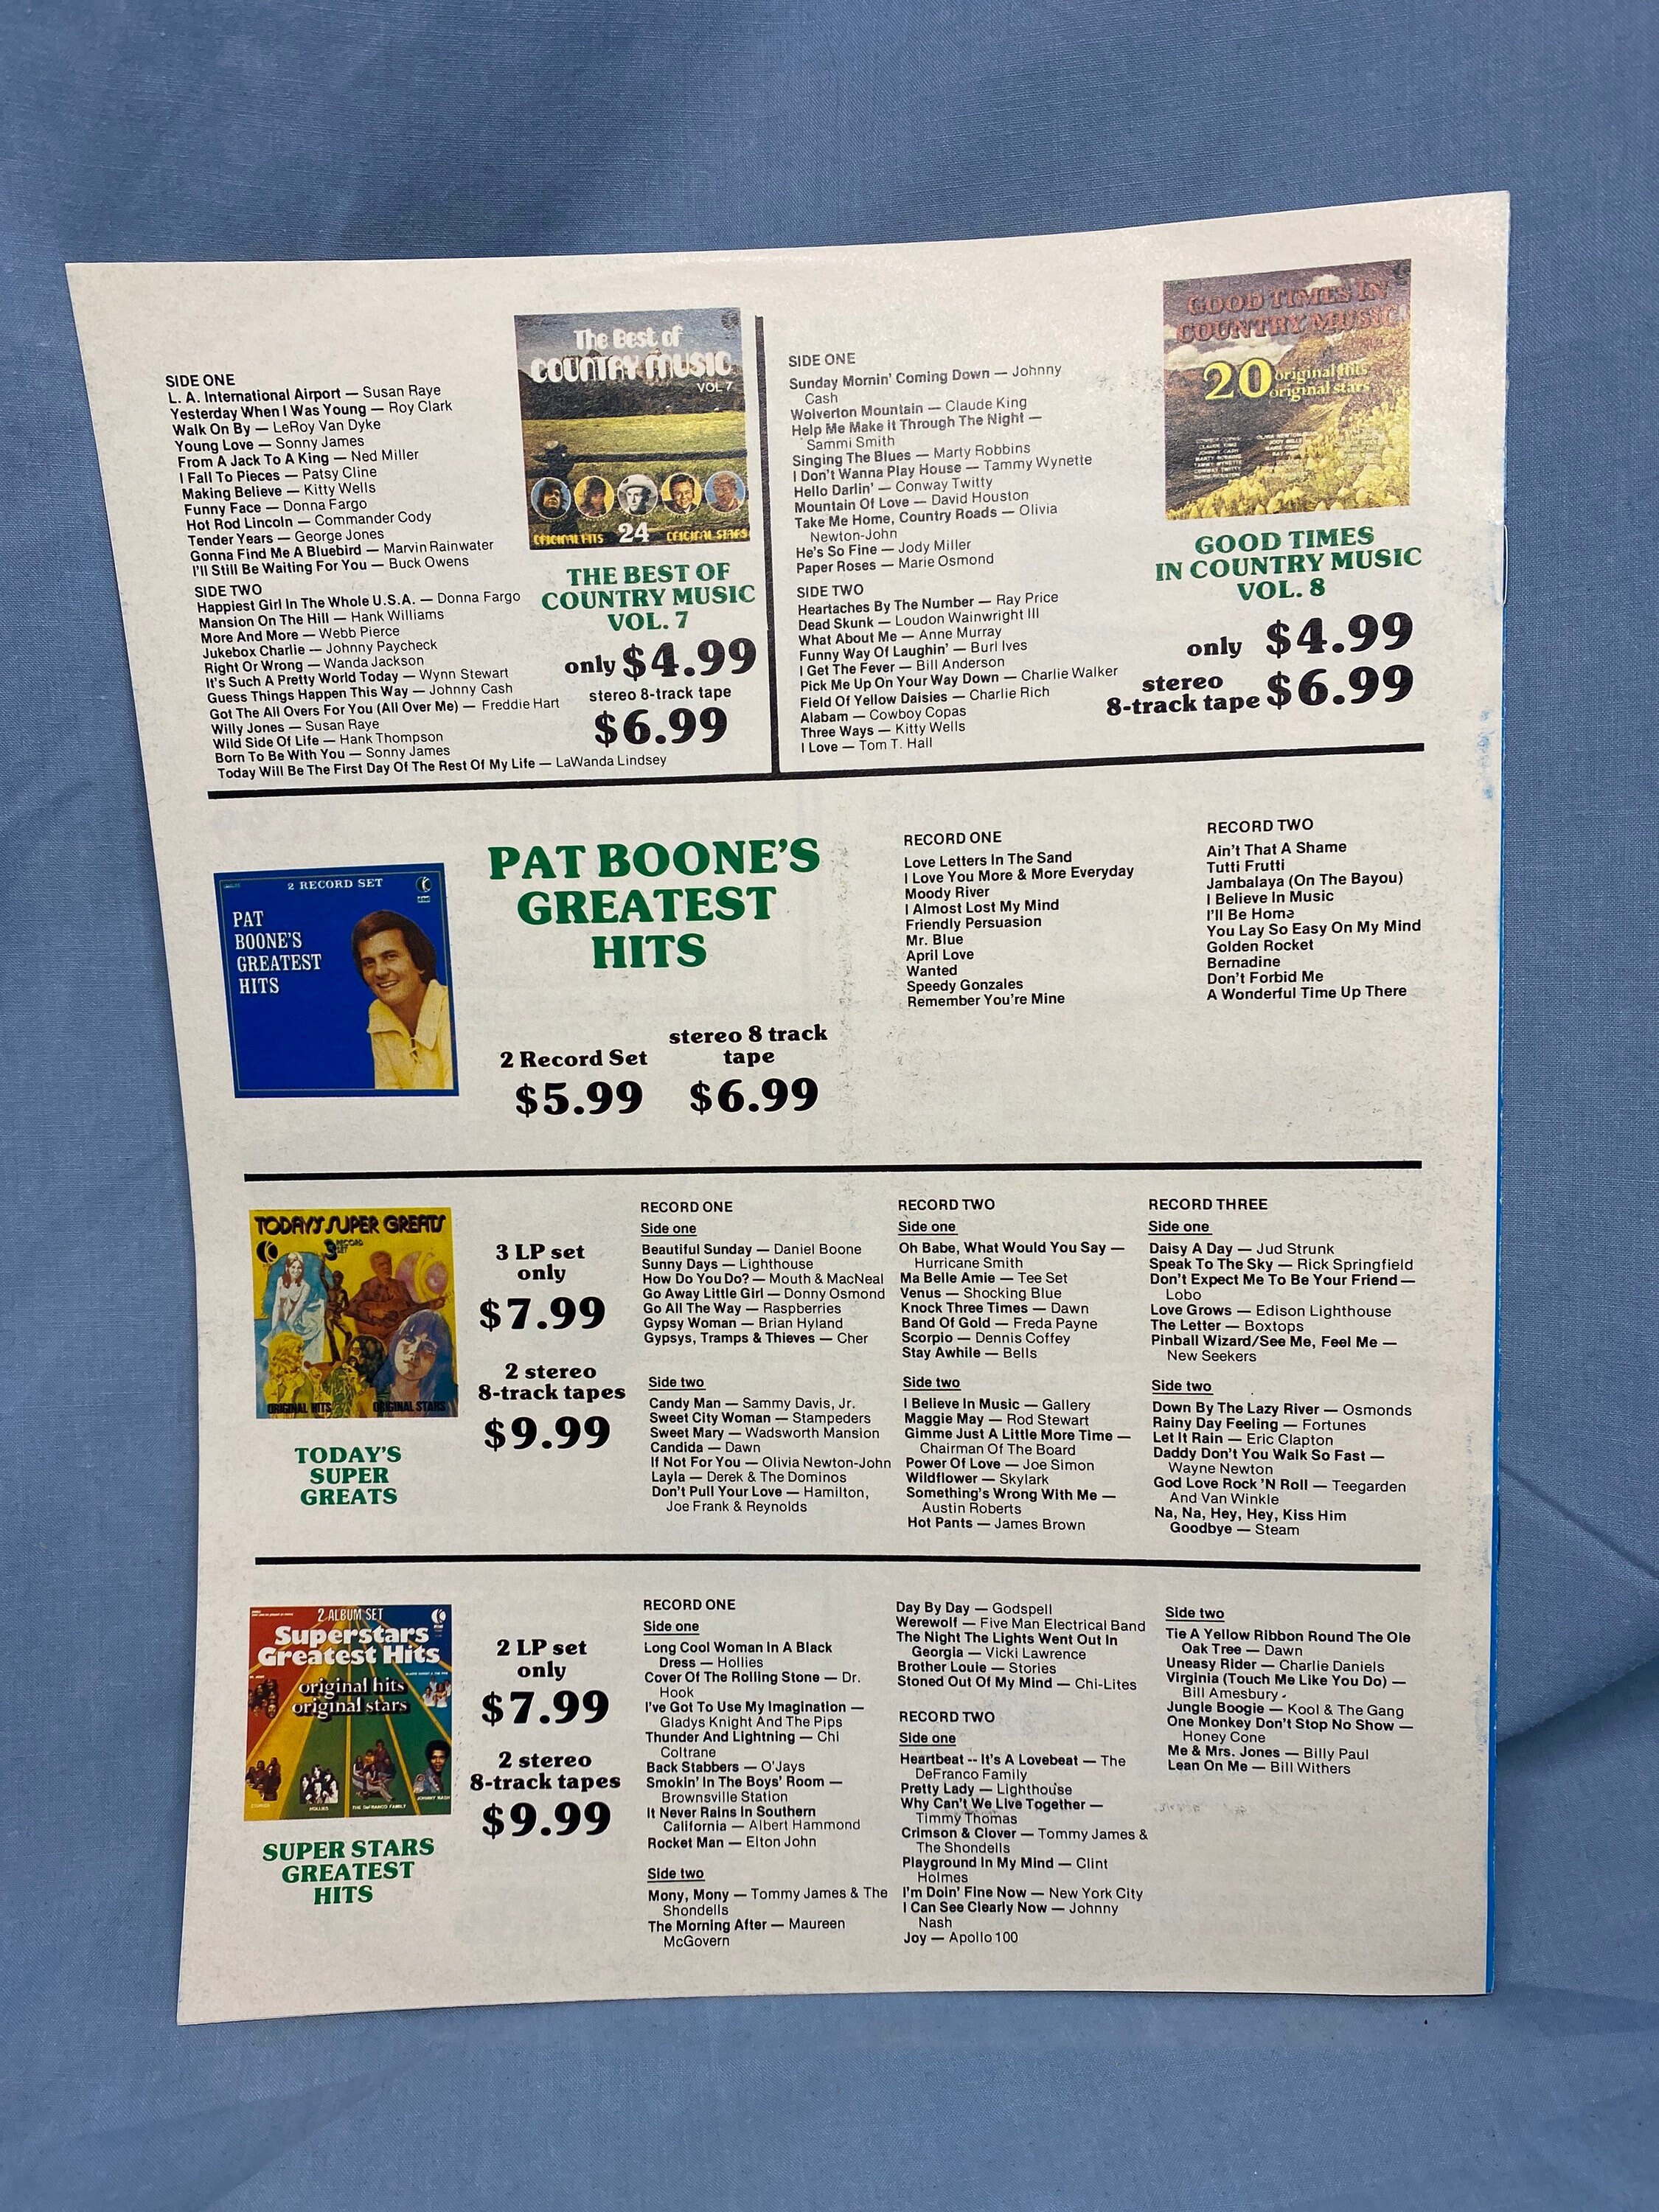 SIDE ONE
L. A. International Airport — Susan Raye
Yesterday When I Was Young — Roy Clark
Walk On By — LeRoy Van Dyke
Young Love — Sonny James
From A Jack To A King — Ned Miller
I Fall To Pieces — Patsy Cline
Making Believe — Kitty Wells
Funny Face — Donna Fargo
Hot Rod Lincoln — Commander Cody
Tender Years — George Jones
Gonna Find Me A Bluebird — Marvin Rainwater
I'll Still Be Waiting For You — Buck Owens
SIDE TWO
Happiest Girl In The Whole U.S.A. — Donna Fargo
Mansion On The Hill — Hank Williams
More And More — Webb Pierce
Jukebox Charlie — Johnny Paycheck
Right Or Wrong — Wanda Jackson
It's Such A Pretty World Today — Wynn Stewart
Guess Things Happen This Way — Johnny Cash
Got The All Overs For You (All Over Me) — Freddie Hart
Willy Jones — Susan Raye
Wild Side Of Life — Hank Thompson
Born To Be With You — Sonny James
Today Will Be The First Day Of The Rest Of My Life — LaWanda Lindsey
The Best of
COUNTRY MUSIC
VOL 7
ORIGINAL HITS 24 ORIGINAL STARS
THE BEST OF
COUNTRY MUSIC
VOL. 7
only $4.99
stereo 8-track tape
$6.99
SIDE ONE
Sunday Mornin' Coming Down — Johnny
Cash
Wolverton Mountain — Claude King
Help Me Make it Through The Night —
Sammi Smith
Singing The Blues — Marty Robbins
I Don't Wanna Play House — Tammy Wynette
Hello Darlin' — Conway Twitty
Mountain Of Love — David Houston
Take Me Home, Country Roads — Olivia
Newton-John
He's So Fine — Jody Miller
Paper Roses — Marie Osmond
SIDE TWO
Heartaches By The Number — Ray Price
Dead Skunk — Loudon Wainwright III
What About Me — Anne Murray
Funny Way Of Laughin' — Burl Ives
I Get The Fever — Bill Anderson
Pick Me Up On Your Way Down — Charlie Walker
Field Of Yellow Daisies — Charlie Rich
Alabam — Cowboy Copas
Three Ways — Kitty Wells
I Love — Tom T. Hall
GOOD TIMES IN
COUNTRY MUSIC
20 original hits
original stars
GOOD TIMES
IN COUNTRY MUSIC
VOL. 8
only $4.99
stereo
8-track tape $6.99
2 RECORD SET
PAT
BOONE'S
GREATEST
HITS
PAT BOONE'S
GREATEST
HITS
2 Record Set
$5.99
stereo 8 track
tape
$6.99
RECORD ONE
Love Letters In The Sand
I Love You More & More Everyday
Moody River
I Almost Lost My Mind
Friendly Persuasion
Mr. Blue
April Love
Wanted
Speedy Gonzales
Remember You're Mine
RECORD TWO
Ain't That A Shame
Tutti Frutti
Jambalaya (On The Bayou)
I Believe In Music
I'll Be Home
You Lay So Easy On My Mind
Golden Rocket
Bernadine
Don't Forbid Me
A Wonderful Time Up There
TODAY'S SUPER GREATS
3 RECORD
SET
ORIGINAL HITS ORIGINAL STARS
TODAY'S
SUPER
GREATS
3 LP set
only
$7.99
2 stereo
8-track tapes
$9.99
RECORD ONE
Side one
Beautiful Sunday — Daniel Boone
Sunny Days — Lighthouse
How Do You Do? — Mouth & MacNeal
Go Away Little Girl — Donny Osmond
Go All The Way — Raspberries
Gypsy Woman — Brian Hyland
Gypsys, Tramps & Thieves — Cher
Side two
Candy Man — Sammy Davis, Jr.
Sweet City Woman — Stampeders
Sweet Mary — Wadsworth Mansion
Candida — Dawn
If Not For You — Olivia Newton-John
Layla — Derek & The Dominos
Don't Pull Your Love — Hamilton,
Joe Frank & Reynolds
RECORD TWO
Side one
Oh Babe, What Would You Say —
Hurricane Smith
Ma Belle Amie — Tee Set
Venus — Shocking Blue
Knock Three Times — Dawn
Band Of Gold — Freda Payne
Scorpio — Dennis Coffey
Stay Awhile — Bells
Side two
I Believe In Music — Gallery
Maggie May — Rod Stewart
Gimme Just A Little More Time —
Chairman Of The Board
Power Of Love — Joe Simon
Wildflower — Skylark
Something's Wrong With Me —
Austin Roberts
Hot Pants — James Brown
RECORD THREE
Side one
Daisy A Day — Jud Strunk
Speak To The Sky — Rick Springfield
Don't Expect Me To Be Your Friend —
Lobo
Love Grows — Edison Lighthouse
The Letter — Boxtops
Pinball Wizard/See Me, Feel Me —
New Seekers
Side two
Down By The Lazy River — Osmonds
Rainy Day Feeling — Fortunes
Let It Rain — Eric Clapton
Daddy Don't You Walk So Fast —
Wayne Newton
God Love Rock 'N Roll — Teegarden
And Van Winkle
Na, Na, Hey, Hey, Kiss Him
Goodbye — Steam
2 ALBUM SET
Superstars
Greatest Hits
original hits
original stars
HOLLIES
THE DeFRANCO FAMILY
JOHNNY NASH
SUPER STARS
GREATEST
HITS
2 LP set
only
$7.99
2 stereo
8-track tapes
$9.99
RECORD ONE
Side one
Long Cool Woman In A Black
Dress — Hollies
Cover Of The Rolling Stone — Dr.
Hook
I've Got To Use My Imagination —
Gladys Knight And The Pips
Thunder And Lightning — Chi
Coltrane
Back Stabbers — O'Jays
Smokin' In The Boys' Room —
Brownsville Station
It Never Rains In Southern
California — Albert Hammond
Rocket Man — Elton John
Side two
Mony, Mony — Tommy James & The
Shondells
The Morning After — Maureen
McGovern
Day By Day — Godspell
Werewolf — Five Man Electrical Band
The Night The Lights Went Out In
Georgia — Vicki Lawrence
Brother Louie — Stories
Stoned Out Of My Mind — Chi-Lites
RECORD TWO
Side one
Heartbeat -- It's A Lovebeat — The
DeFranco Family
Pretty Lady — Lighthouse
Why Can't We Live Together —
Timmy Thomas
Crimson & Clover — Tommy James &
The Shondells
Playground In My Mind — Clint
Holmes
I'm Doin' Fine Now — New York City
I Can See Clearly Now — Johnny
Nash
Joy — Apollo 100
Side two
Tie A Yellow Ribbon Round The Ole
Oak Tree — Dawn
Uneasy Rider — Charlie Daniels
Virginia (Touch Me Like You Do) —
Bill Amesbury
Jungle Boogie — Kool & The Gang
One Monkey Don't Stop No Show —
Honey Cone
Me & Mrs. Jones — Billy Paul
Lean On Me — Bill Withers